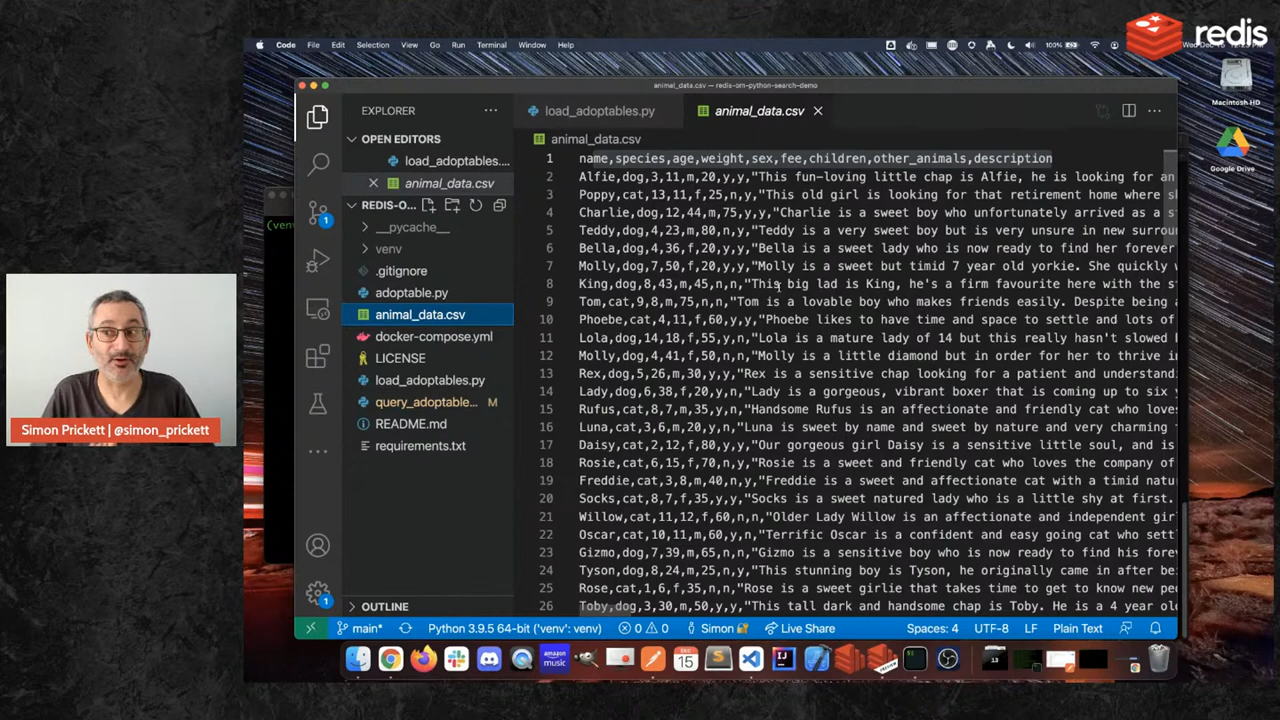 redis
Code File Edit Selection View Go Run Terminal Window Help
100%
animal_data.csv — redis-om-python-search-demo
Macintosh HD
Google Drive
EXPLORER
OPEN EDITORS
load_adoptables....
animal_data.csv
REDIS-O...
__pycache__
venv
.gitignore
adoptable.py
animal_data.csv
docker-compose.yml
LICENSE
load_adoptables.py
query_adoptable... M
README.md
requirements.txt
OUTLINE
1
1
(ven
load_adoptables.py animal_data.csv
animal_data.csv
1 name,species,age,weight,sex,fee,children,other_animals,description
2 Alfie,dog,3,11,m,20,y,y,"This fun-loving little chap is Alfie, he is looking for an
3 Poppy,cat,13,11,f,25,n,y,"This old girl is looking for that retirement home where
4 Charlie,dog,12,44,m,75,y,y,"Charlie is a sweet boy who unfortunately arrived as a
5 Teddy,dog,4,23,m,80,n,y,"Teddy is a very sweet boy but is very unsure in new surrou
6 Bella,dog,4,36,f,20,y,n,"Bella is a sweet lady who is now ready to find her forever
7 Molly,dog,7,50,f,20,y,n,"Molly is a sweet but timid 7 year old yorkie. She quickly
8 King,dog,8,43,m,45,n,n,"This big lad is King, he's a firm favourite here with the
9 Tom,cat,9,8,m,75,n,n,"Tom is a lovable boy who makes friends easily. Despite being
10 Phoebe,cat,4,11,f,60,y,y,"Phoebe likes to have time and space to settle and lots of
11 Lola,dog,14,18,f,55,y,n,"Lola is a mature lady of 14 but this really hasn't slowed
12 Molly,dog,4,41,f,50,n,n,"Molly is a little diamond but in order for her to thrive i
13 Rex,dog,5,26,m,30,y,n,"Rex is a sensitive chap looking for a patient and understand
14 Lady,dog,6,38,f,20,y,n,"Lady is a gorgeous, vibrant boxer that is coming up to six
15 Rufus,cat,8,7,m,35,y,n,"Handsome Rufus is an affectionate and friendly cat who love
16 Luna,cat,3,6,m,20,y,n,"Luna is sweet by name and sweet by nature and very charming
17 Daisy,cat,2,12,f,80,y,n,"Our gorgeous girl Daisy is a sensitive little soul, and is
18 Rosie,cat,6,15,f,70,n,y,"Rosie is a sweet and friendly cat who loves the company of
19 Freddie,cat,3,8,m,40,n,y,"Freddie is a sweet and affectionate cat with a timid natu
20 Socks,cat,8,7,f,35,y,y,"Socks is a sweet natured lady who is a little shy at first.
21 Willow,cat,11,12,f,60,n,n,"Older Lady Willow is an affectionate and independent gir
22 Oscar,cat,10,11,m,60,y,y,"Terrific Oscar is a confident and easy going cat who sett
23 Gizmo,dog,7,39,m,65,n,n,"Gizmo is a sensitive boy who is now ready to find his fore
24 Tyson,dog,8,24,m,25,n,y,"This stunning boy is Tyson, he originally came in after be
25 Rose,cat,1,6,f,35,n,n,"Rose is a sweet girlie that takes time to get to know new pe
26 Toby,dog,3,30,m,50,y,y,"This tall dark and handsome chap is Toby. He is a 4 year ol
main* Python 3.9.5 64-bit ('venv': venv) 0 0 Simon Live Share Spaces: 4 UTF-8 LF Plain Text
Simon Prickett | @simon_prickett
amazon music
DEC 15